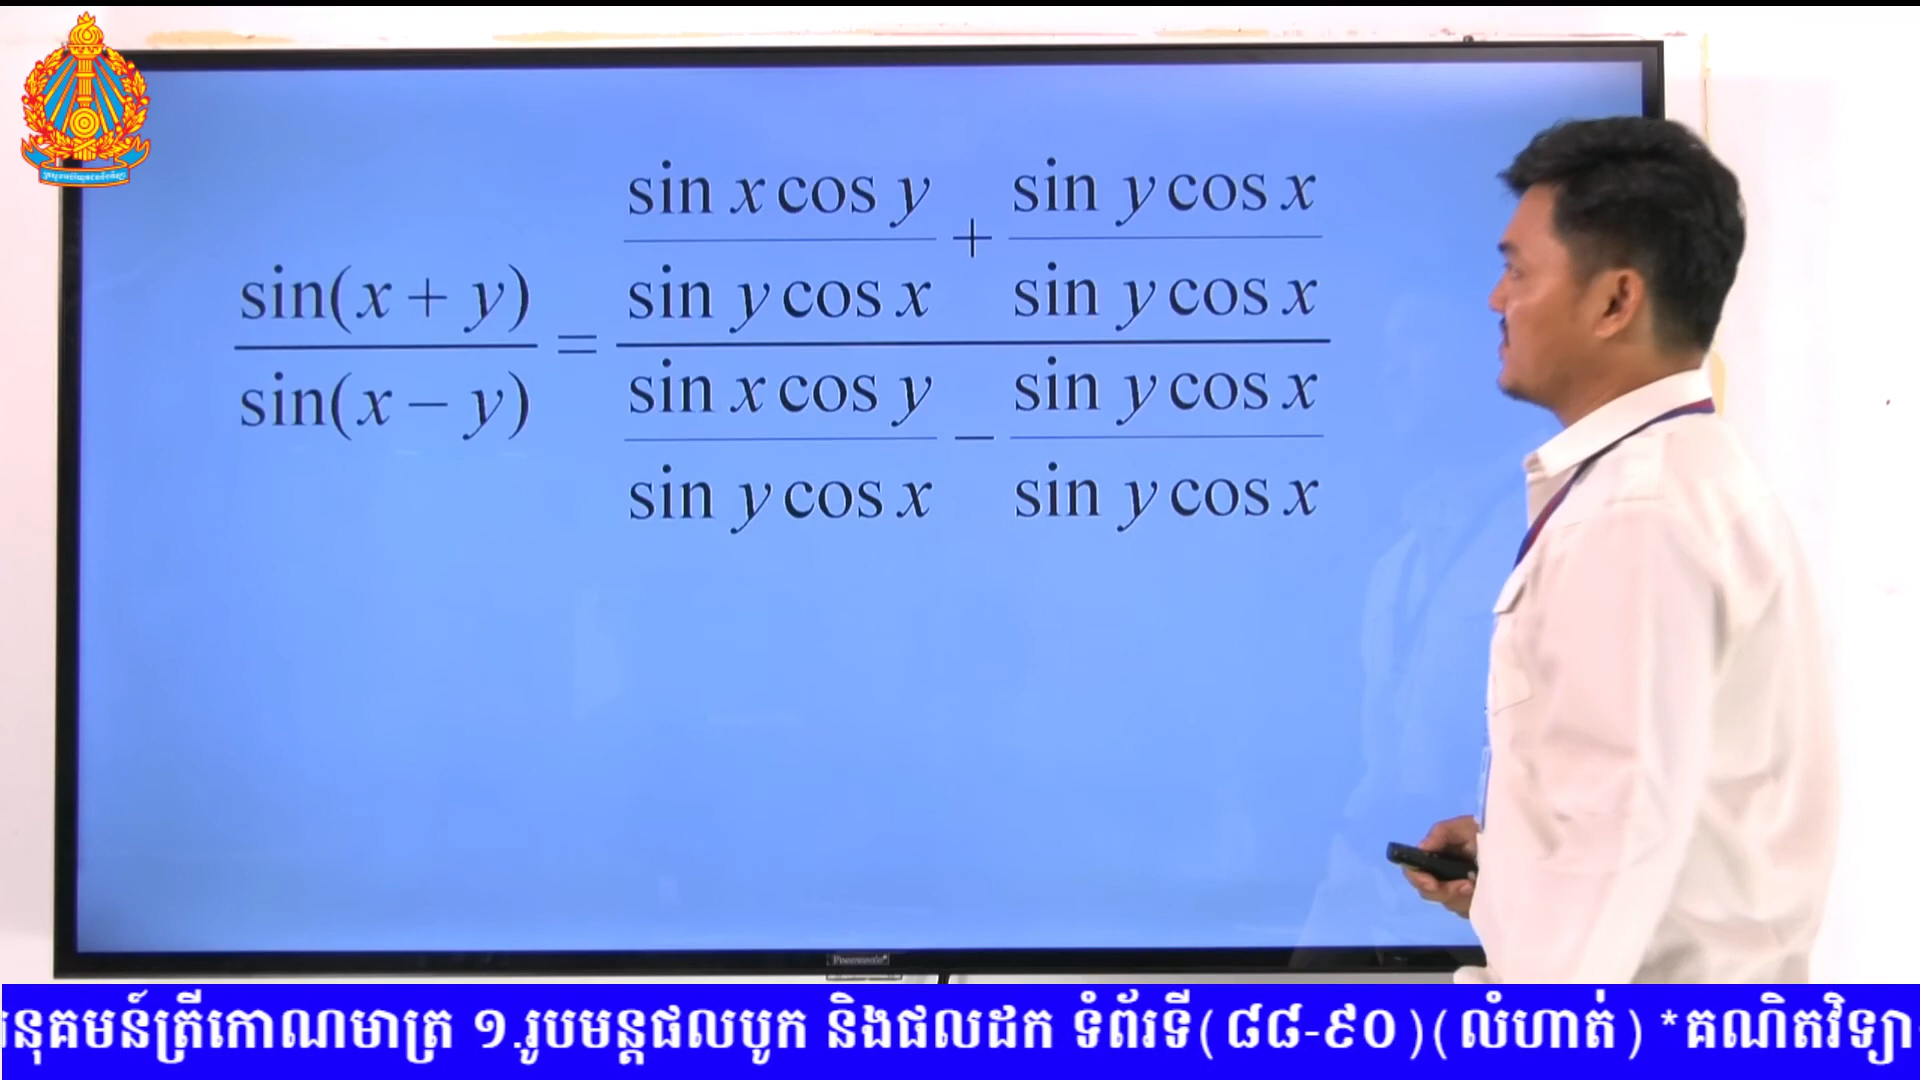 sin(x + y) / sin(x − y) = (sin x cos y / sin y cos x + sin y cos x / sin y cos x) / (sin x cos y / sin y cos x − sin y cos x / sin y cos x)
នុគមន៍ត្រីកោណមាត្រ ១.រូបមន្តផលបូក និងផលដក ទំព័រទី(៨៨-៩០)(លំហាត់) *គណិតវិទ្យា